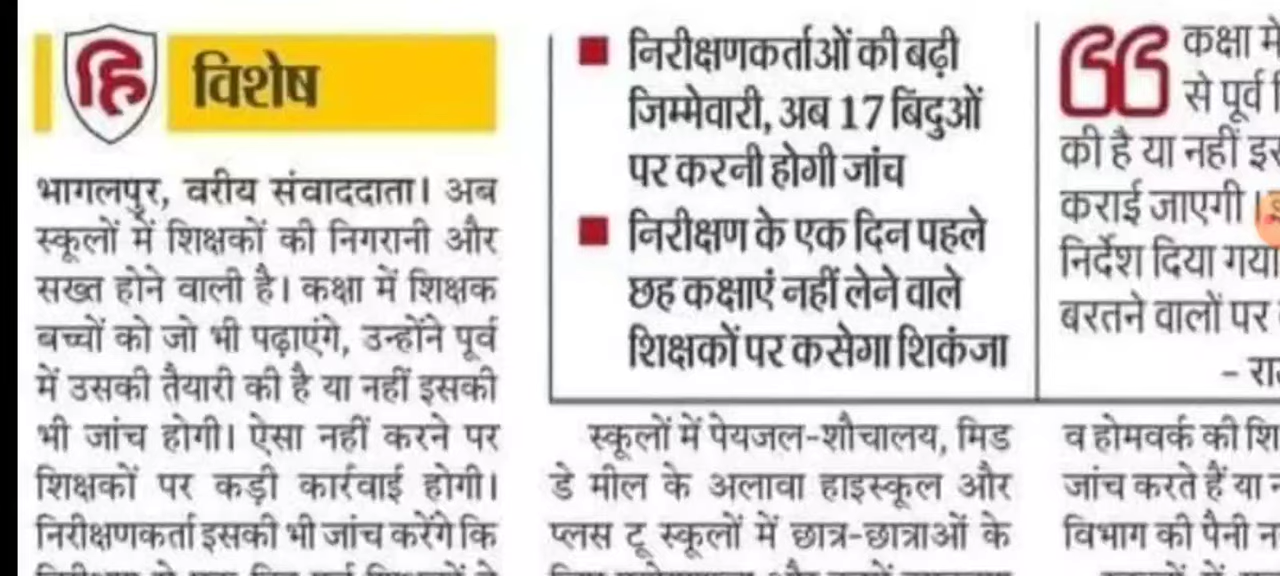 हि
विशेष
भागलपुर, वरीय संवाददाता। अब
स्कूलों में शिक्षकों की निगरानी और
सख्त होने वाली है। कक्षा में शिक्षक
बच्चों को जो भी पढ़ाएंगे, उन्होंने पूर्व
में उसकी तैयारी की है या नहीं इसकी
भी जांच होगी। ऐसा नहीं करने पर
शिक्षकों पर कड़ी कार्रवाई होगी।
निरीक्षणकर्ता इसकी भी जांच करेंगे कि
निरीक्षणकर्ताओं की बढ़ी
जिम्मेवारी, अब 17 बिंदुओं
पर करनी होगी जांच
निरीक्षण के एक दिन पहले
छह कक्षाएं नहीं लेने वाले
शिक्षकों पर कसेगा शिकंजा
स्कूलों में पेयजल-शौचालय, मिड
डे मील के अलावा हाइस्कूल और
प्लस टू स्कूलों में छात्र-छात्राओं के
कक्षा में
से पूर्व
की है या नहीं
कराई जाएगी।
निर्देश दिया गया
बरतने वालों पर
व होमवर्क की
जांच करते हैं या
विभाग की पैनी